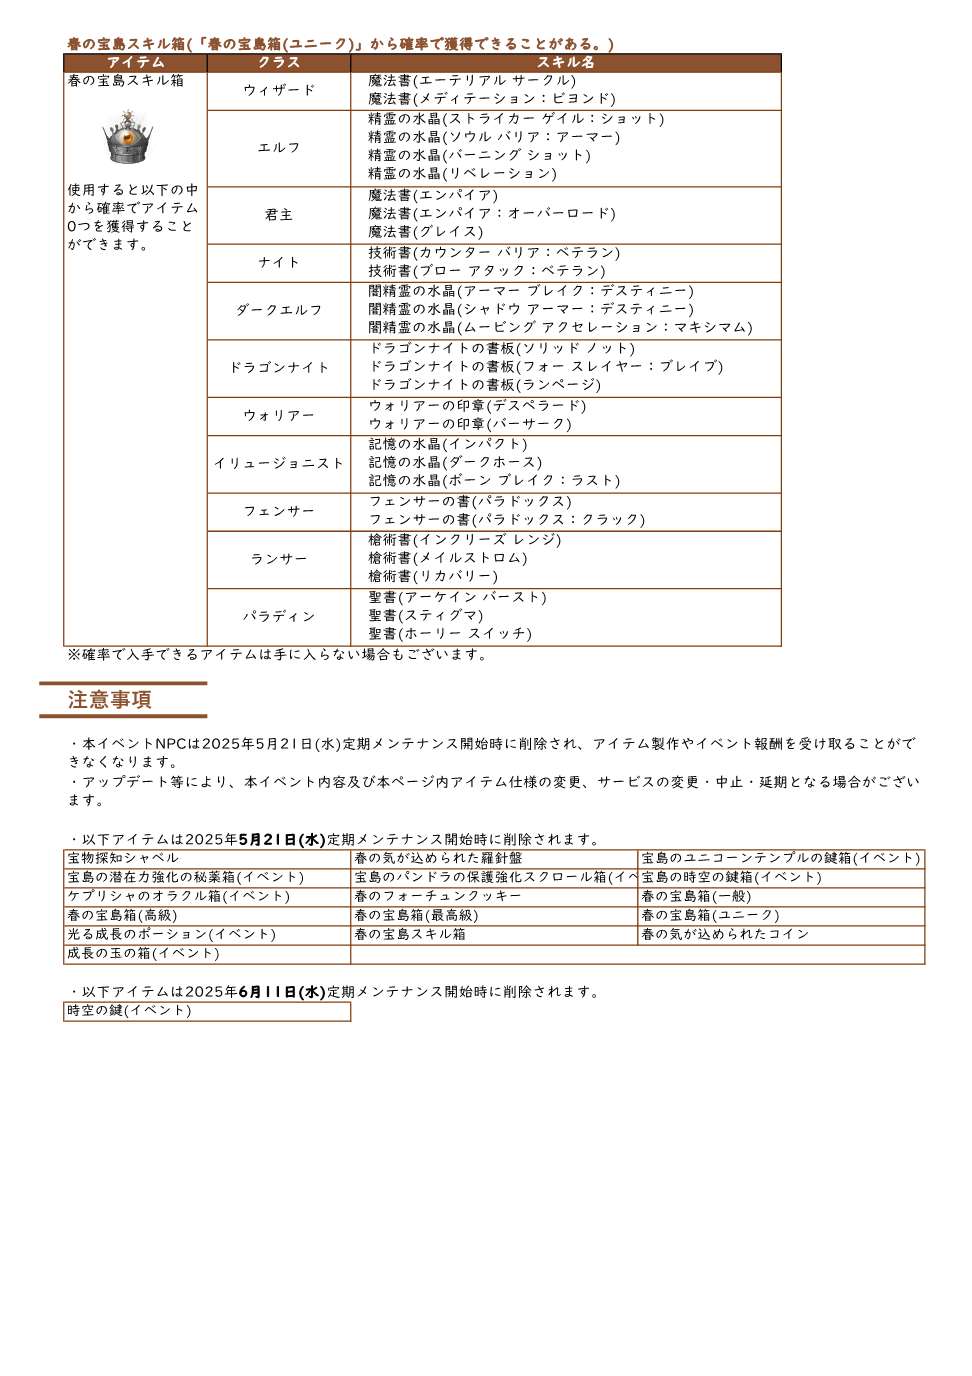 春の宝島スキル箱(「春の宝島箱(ユニーク)」から確率で獲得できることがある。)
アイテム クラス スキル名
春の宝島スキル箱
使用すると以下の中
から確率でアイテム
0つを獲得すること
ができます。
ウィザード
魔法書(エーテリアル サークル)
魔法書(メディテーション：ビヨンド)
エルフ
精霊の水晶(ストライカー ゲイル：ショット)
精霊の水晶(ソウル バリア：アーマー)
精霊の水晶(バーニング ショット)
精霊の水晶(リベレーション)
君主
魔法書(エンパイア)
魔法書(エンパイア：オーバーロード)
魔法書(グレイス)
ナイト
技術書(カウンター バリア：ベテラン)
技術書(ブロー アタック：ベテラン)
ダークエルフ
闇精霊の水晶(アーマー ブレイク：デスティニー)
闇精霊の水晶(シャドウ アーマー：デスティニー)
闇精霊の水晶(ムービング アクセレーション：マキシマム)
ドラゴンナイト
ドラゴンナイトの書板(ソリッド ノット)
ドラゴンナイトの書板(フォー スレイヤー：ブレイブ)
ドラゴンナイトの書板(ランページ)
ウォリアー
ウォリアーの印章(デスペラード)
ウォリアーの印章(バーサーク)
イリュージョニスト
記憶の水晶(インパクト)
記憶の水晶(ダークホース)
記憶の水晶(ボーン ブレイク：ラスト)
フェンサー
フェンサーの書(パラドックス)
フェンサーの書(パラドックス：クラック)
ランサー
槍術書(インクリーズ レンジ)
槍術書(メイルストロム)
槍術書(リカバリー)
パラディン
聖書(アーケイン バースト)
聖書(スティグマ)
聖書(ホーリー スイッチ)
※確率で入手できるアイテムは手に入らない場合もございます。
注意事項
・本イベントNPCは2025年5月21日(水)定期メンテナンス開始時に削除され、アイテム製作やイベント報酬を受け取ることがで
きなくなります。
・アップデート等により、本イベント内容及び本ページ内アイテム仕様の変更、サービスの変更・中止・延期となる場合がござい
ます。
・以下アイテムは2025年5月21日(水)定期メンテナンス開始時に削除されます。
宝物探知シャベル 春の気が込められた羅針盤 宝島のユニコーンテンプルの鍵箱(イベント)
宝島の潜在力強化の秘薬箱(イベント) 宝島のパンドラの保護強化スクロール箱(イベ 宝島の時空の鍵箱(イベント)
ケプリシャのオラクル箱(イベント) 春のフォーチュンクッキー 春の宝島箱(一般)
春の宝島箱(高級) 春の宝島箱(最高級) 春の宝島箱(ユニーク)
光る成長のポーション(イベント) 春の宝島スキル箱 春の気が込められたコイン
成長の玉の箱(イベント)
・以下アイテムは2025年6月11日(水)定期メンテナンス開始時に削除されます。
時空の鍵(イベント)